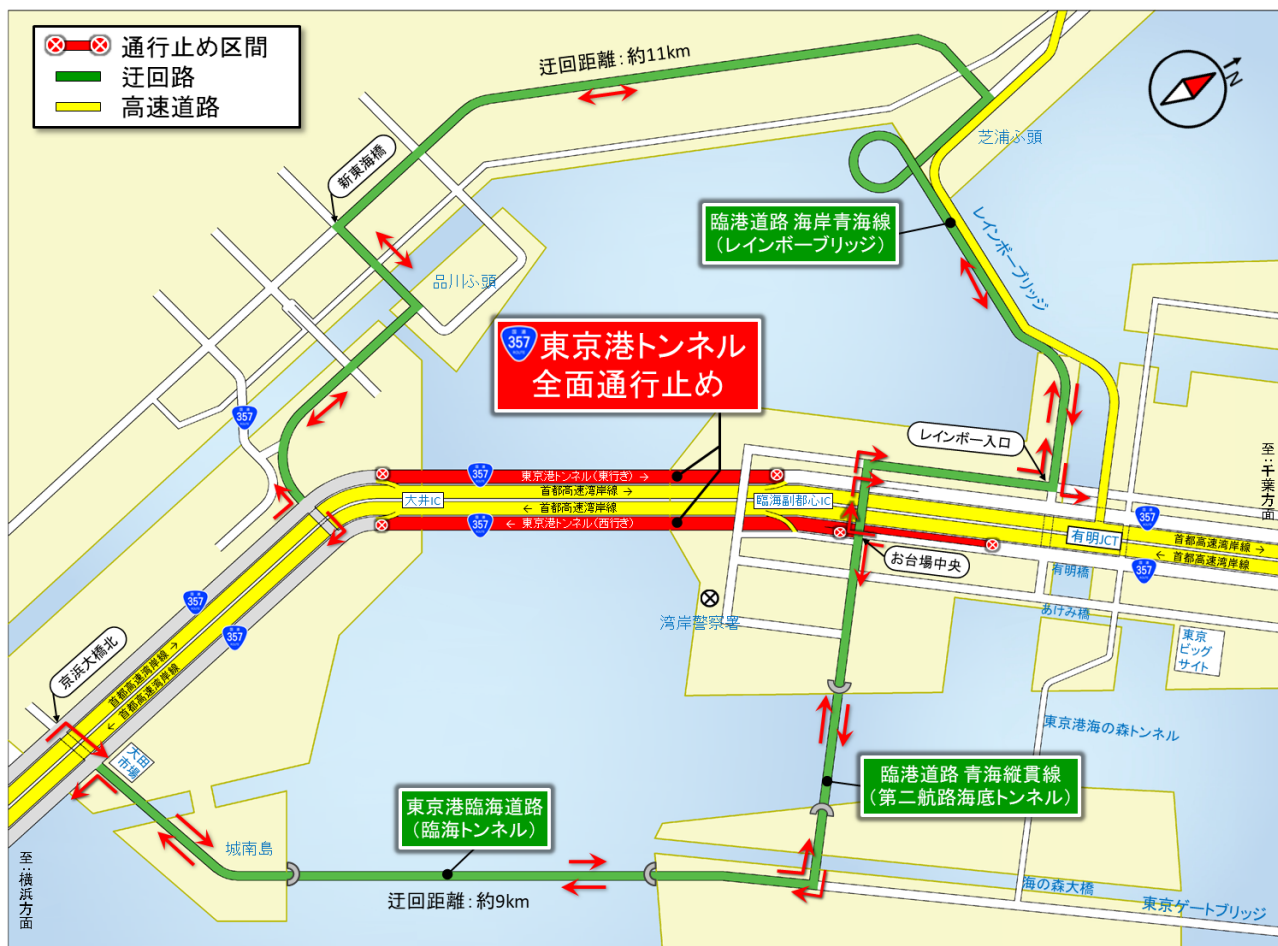 通行止め区間
迂回路
高速道路
迂回距離：約11km
N
芝浦ふ頭
新東海橋
臨港道路 海岸青海線
（レインボーブリッジ）
レインボーブリッジ
品川ふ頭
357
東京港トンネル
全面通行止め
357
レインボー入口
至：千葉方面
東京港トンネル（東行き） →
357
首都高速湾岸線 →
大井IC
臨海副都心IC
← 首都高速湾岸線
357
← 東京港トンネル（西行き）
357
有明JCT
首都高速湾岸線 →
← 首都高速湾岸線
357
お台場中央
有明橋
あけみ橋
湾岸警察署
東京
ビッグ
サイト
357
357
京浜大橋北
首都高速湾岸線 →
← 首都高速湾岸線
大田
市場
東京港海の森トンネル
臨港道路 青海縦貫線
（第二航路海底トンネル）
東京港臨海道路
（臨海トンネル）
城南島
至：横浜方面
迂回距離：約9km
海の森大橋
東京ゲートブリッジ